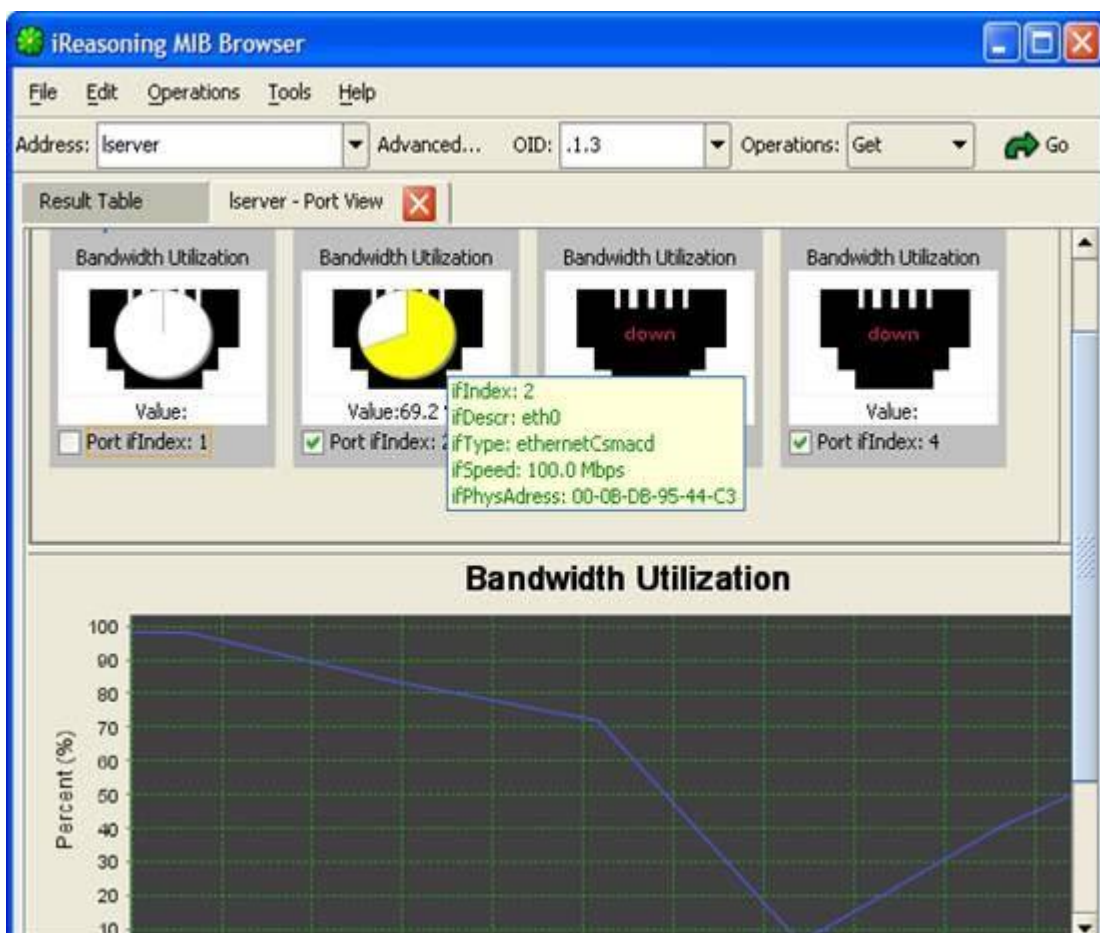 iReasoning MIB Browser
File Edit Operations Tools Help
Address: lserver Advanced... OID: .1.3 Operations: Get Go
Result Table lserver - Port View
Bandwidth Utilization Bandwidth Utilization Bandwidth Utilization Bandwidth Utilization
down down
Value: Value:69.2 Value:
Port ifIndex: 1 Port ifIndex: 2 Port ifIndex: 4
ifIndex: 2
ifDescr: eth0
ifType: ethernetCsmacd
ifSpeed: 100.0 Mbps
ifPhysAdress: 00-0B-DB-95-44-C3
Bandwidth Utilization
Percent (%)
100
90
80
70
60
50
40
30
20
10